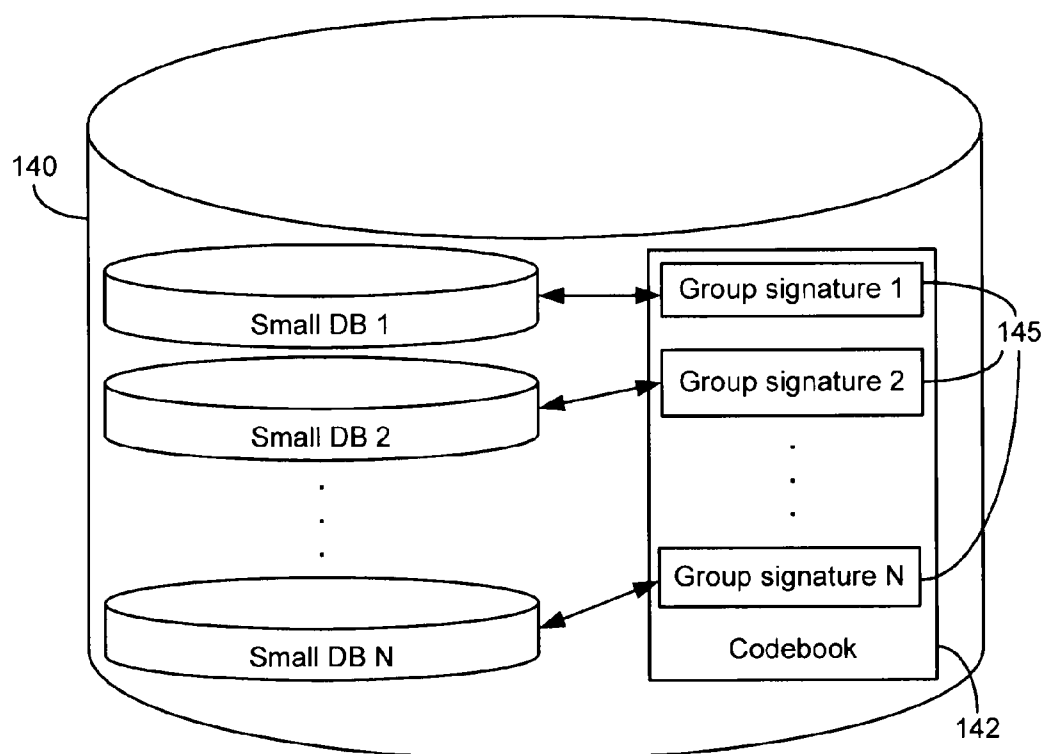 140
Small DB 1
Group signature 1
145
Small DB 2
Group signature 2
Small DB N
Group signature N
Codebook
142